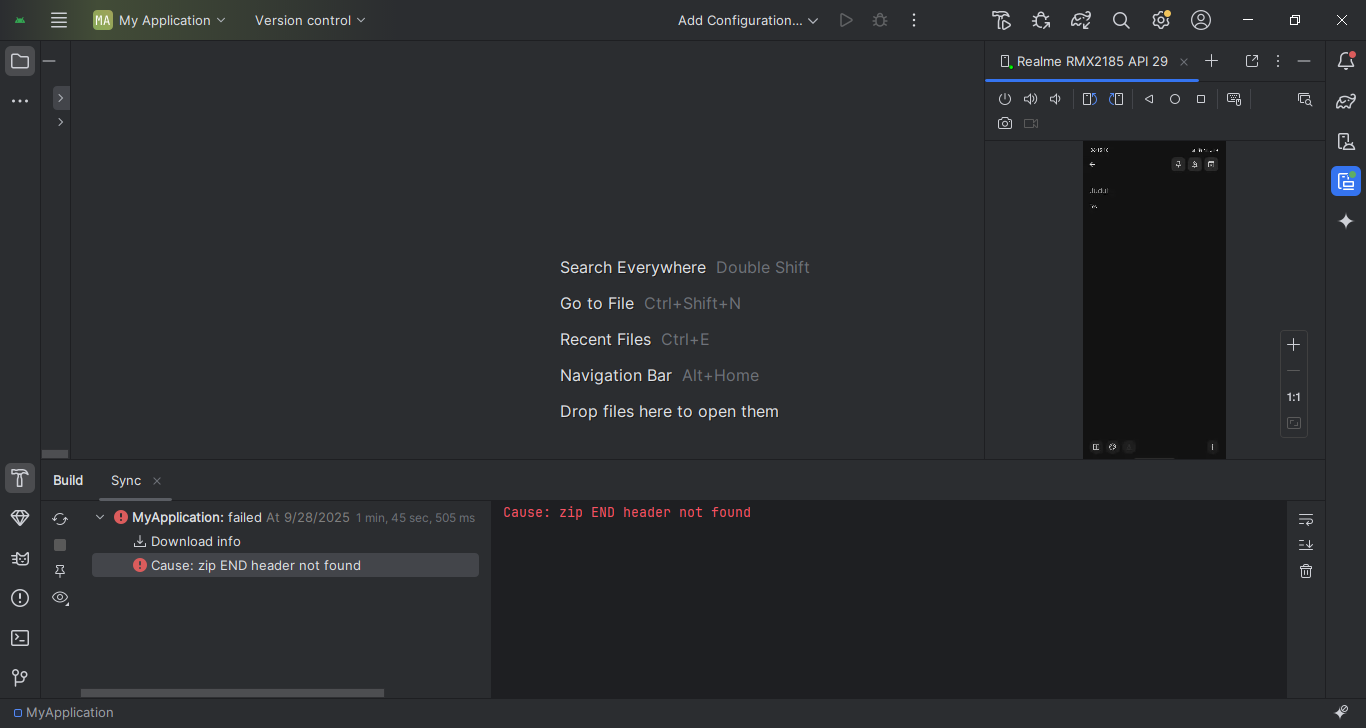 MA My Application
Version control
Add Configuration...
Realme RMX2185 API 29
Judul
Search Everywhere Double Shift
Go to File Ctrl+Shift+N
Recent Files Ctrl+E
Navigation Bar Alt+Home
Drop files here to open them
1:1
Build
Sync
MyApplication: failed At 9/28/2025 1 min, 45 sec, 505 ms
Download info
Cause: zip END header not found
Cause: zip END header not found
MyApplication